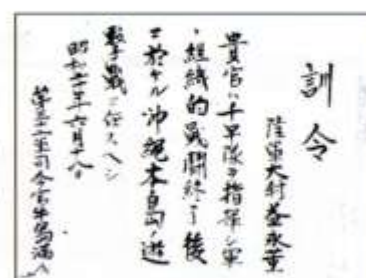 訓令
陸軍大尉益永董
貴官ハ千早隊ヲ指揮シ軍
ノ組織的戦闘終了後
ニ於ケル沖縄本島ノ遊
撃戦ニ任スヘシ
昭和二十年六月十八日
第三十二軍司令官牛島満